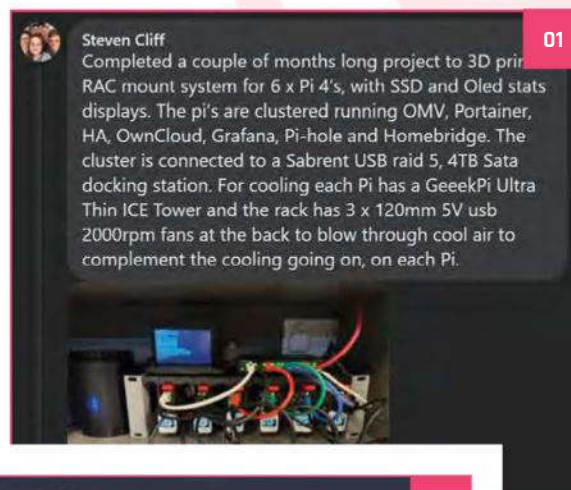 01
Steven Cliff
Completed a couple of months long project to 3D
RAC mount system for 6 x Pi 4's, with SSD and Oled stats
displays. The pi's are clustered running OMV, Portainer,
HA, OwnCloud, Grafana, Pi-hole and Homebridge. The
cluster is connected to a Sabrent USB raid 5, 4TB Sata
docking station. For cooling each Pi has a GeeekPi Ultra
Thin ICE Tower and the rack has 3 x 120mm 5V usb
2000rpm fans at the back to blow through cool air to
complement the cooling going on, on each Pi.